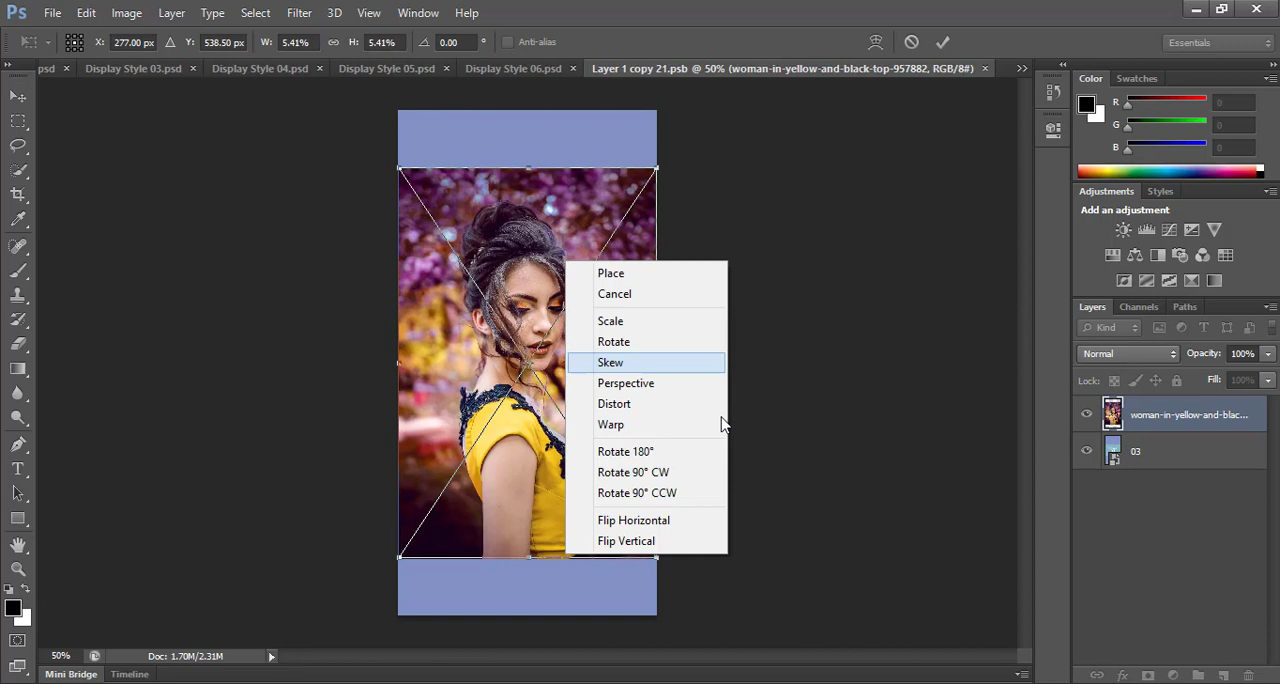 Ps File Edit Image Layer Type Select Filter 3D View Window Help
X: 277.00 px Y: 538.50 px W: 5.41% H: 5.41% 0.00 ° Anti-alias Essentials
psd × Display Style 03.psd × Display Style 04.psd × Display Style 05.psd × Display Style 06.psd × Layer 1 copy 21.psb @ 50% (woman-in-yellow-and-black-top-957882, RGB/8#) ×
Color Swatches
R 0
G 0
B 0
Adjustments Styles
Add an adjustment
Layers Channels Paths
Kind
Normal Opacity: 100%
Lock: Fill: 100%
woman-in-yellow-and-blac...
03
Place
Cancel
Scale
Rotate
Skew
Perspective
Distort
Warp
Rotate 180°
Rotate 90° CW
Rotate 90° CCW
Flip Horizontal
Flip Vertical
50% Doc: 1.70M/2.31M
Mini Bridge Timeline